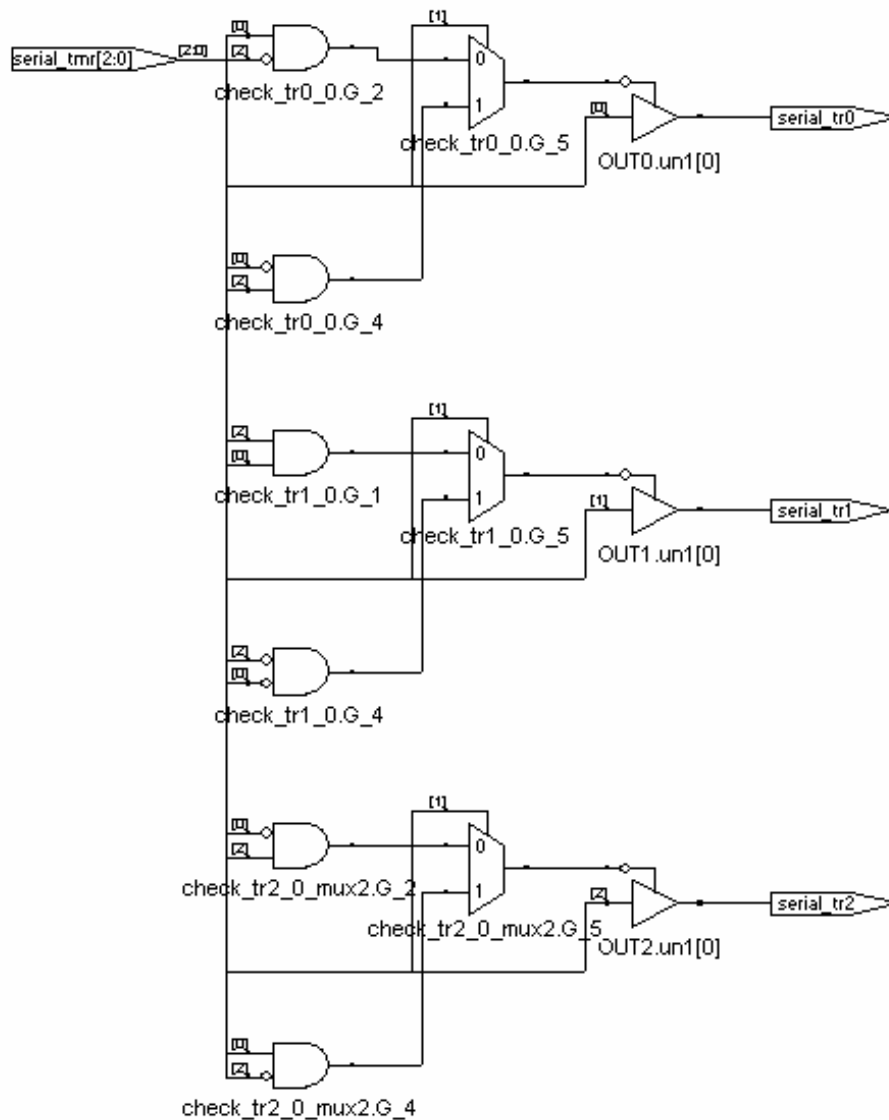 [1]
[0]
serial_tmr[2:0] [2:0] [2] 0
check_tr0_0.G_2
1 [0] serial_tr0
check_tr0_0.G_5
OUT0.un1[0]
[0]
[2]
check_tr0_0.G_4
[1]
[2]
0
[0]
check_tr1_0.G_1
1 [1] serial_tr1
check_tr1_0.G_5
OUT1.un1[0]
[2]
[0]
check_tr1_0.G_4
[1]
[0]
0
[2]
check_tr2_0_mux2.G_2
1 [2] serial_tr2
check_tr2_0_mux2.G_5
OUT2.un1[0]
[0]
[2]
check_tr2_0_mux2.G_4